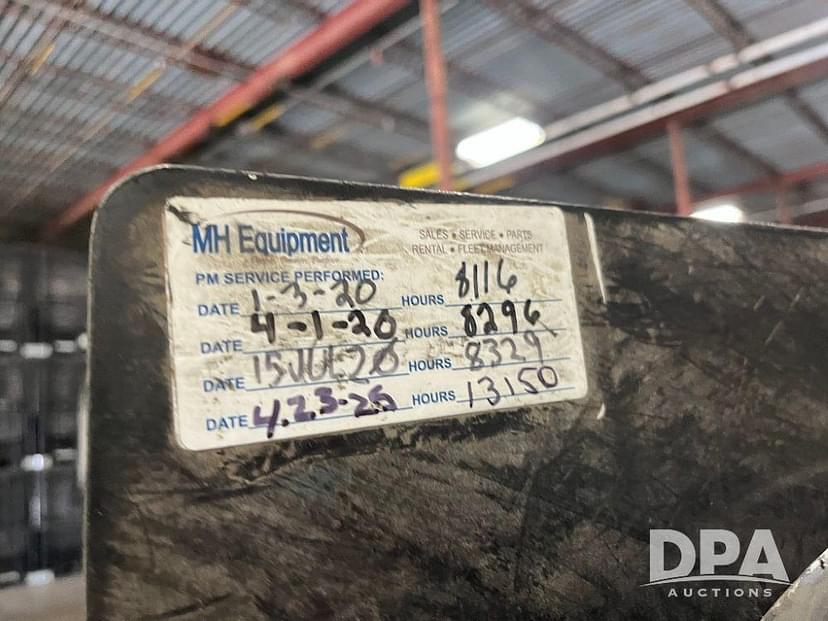 MH Equipment
SALES • SERVICE • PARTS
RENTAL • FLEET MANAGEMENT
PM SERVICE PERFORMED:
DATE 1-3-20 HOURS 8116
DATE 4-1-20 HOURS 8296
DATE 15JUL20 HOURS 8329
DATE 4.23-25 HOURS 13150
DPA
AUCTIONS